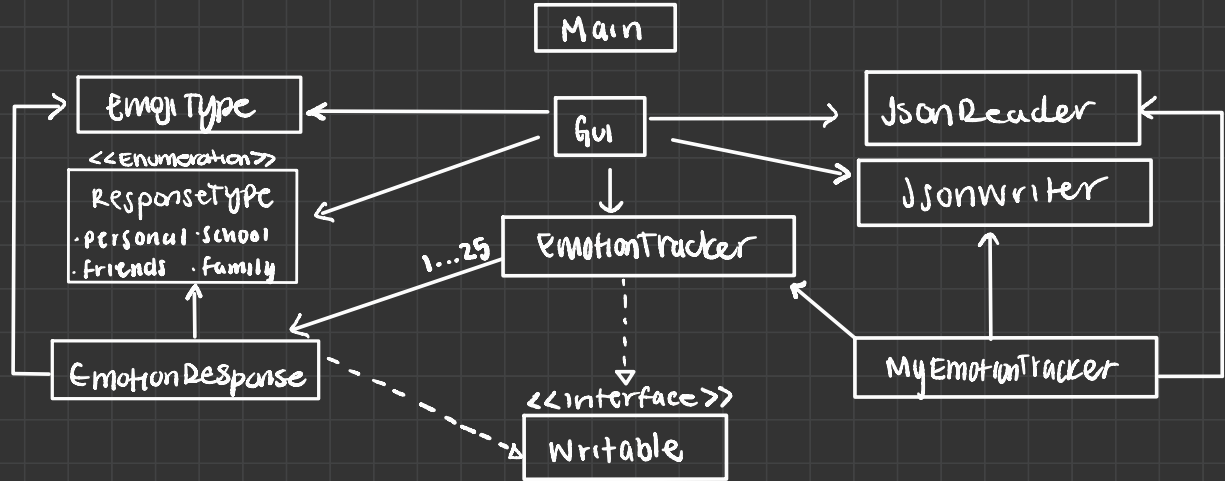 Main
EmojiType
Gui
JsonReader
<<Enumeration>>
ResponseType
• personal • school
• friends • family
JsonWriter
EmotionTracker
1...25
EmotionResponse
MyEmotionTracker
<<interface>>
Writable